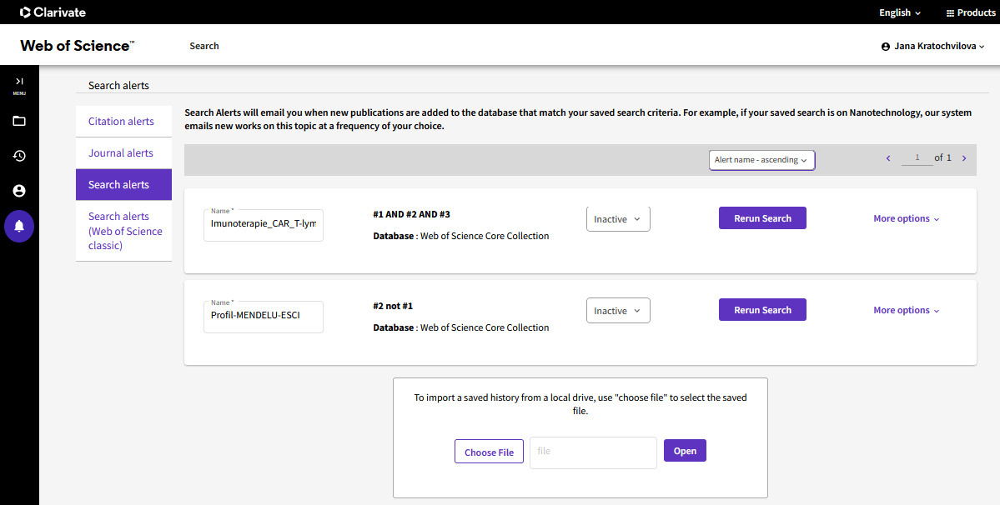 Clarivate
English
Products
Web of Science™
Search
Jana Kratochvilova
MENU
Search alerts
Citation alerts
Journal alerts
Search alerts
Search alerts
(Web of Science
classic)
Search Alerts will email you when new publications are added to the database that match your saved search criteria. For example, if your saved search is on Nanotechnology, our system
emails new works on this topic at a frequency of your choice.
Alert name - ascending
1 of 1
Name *
Imunoterapie_CAR_T-lym
#1 AND #2 AND #3
Database : Web of Science Core Collection
Inactive
Rerun Search
More options
Name *
Profil-MENDELU-ESCI
#2 not #1
Database : Web of Science Core Collection
Inactive
Rerun Search
More options
To import a saved history from a local drive, use "choose file" to select the saved
file.
Choose File
file
Open